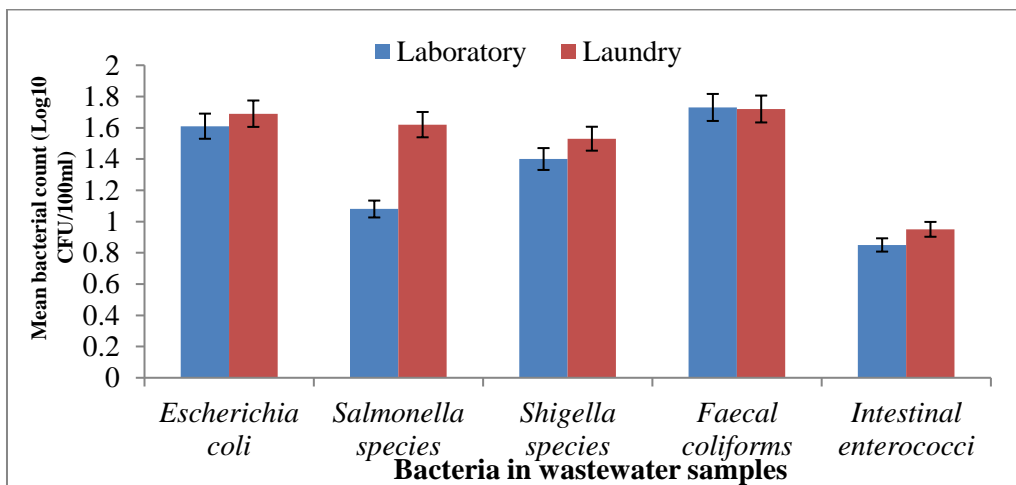 Laboratory Laundry
Mean bacterial count (Log10
CFU/100ml)
2
1.8
1.6
1.4
1.2
1
0.8
0.6
0.4
0.2
0
Escherichia coli
Salmonella species
Shigella species
Faecal coliforms
Intestinal enterococci
Bacteria in wastewater samples